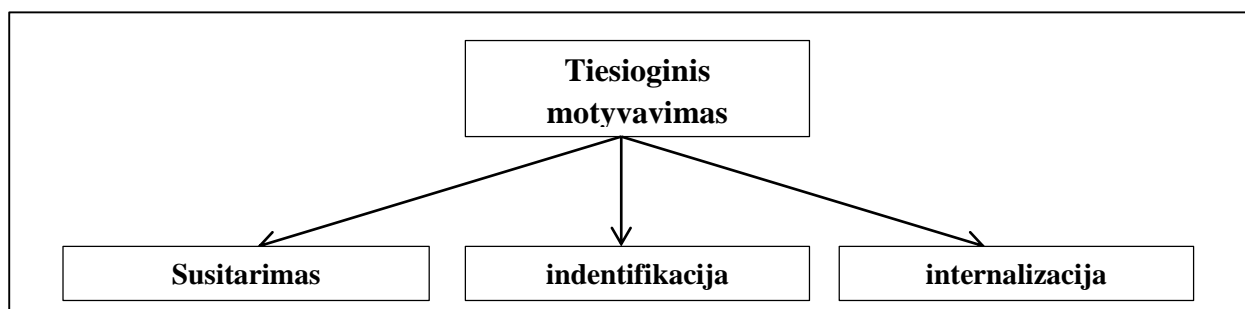 Tiesioginis
motyvavimas
Susitarimas
indentifikacija
internalizacija